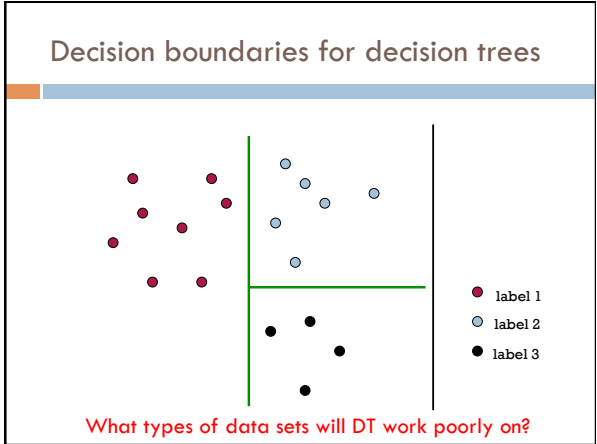 Decision boundaries for decision trees
label 1
label 2
label 3
What types of data sets will DT work poorly on?